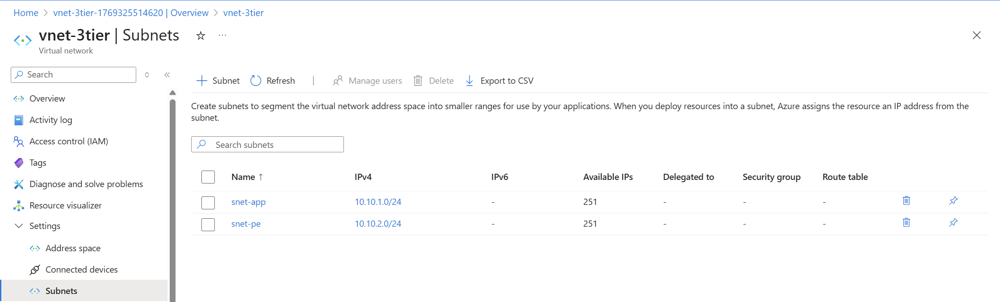 Home > vnet-3tier-1769325514620 | Overview > vnet-3tier
vnet-3tier | Subnets ☆ ···
Virtual network
Search
Overview
Activity log
Access control (IAM)
Tags
Diagnose and solve problems
Resource visualizer
Settings
Address space
Connected devices
Subnets
+ Subnet Refresh | Manage users Delete Export to CSV
Create subnets to segment the virtual network address space into smaller ranges for use by your applications. When you deploy resources into a subnet, Azure assigns the resource an IP address from the
subnet.
Search subnets
Name ↑ IPv4 IPv6 Available IPs Delegated to Security group Route table
snet-app 10.10.1.0/24 - 251 - - -
snet-pe 10.10.2.0/24 - 251 - - -